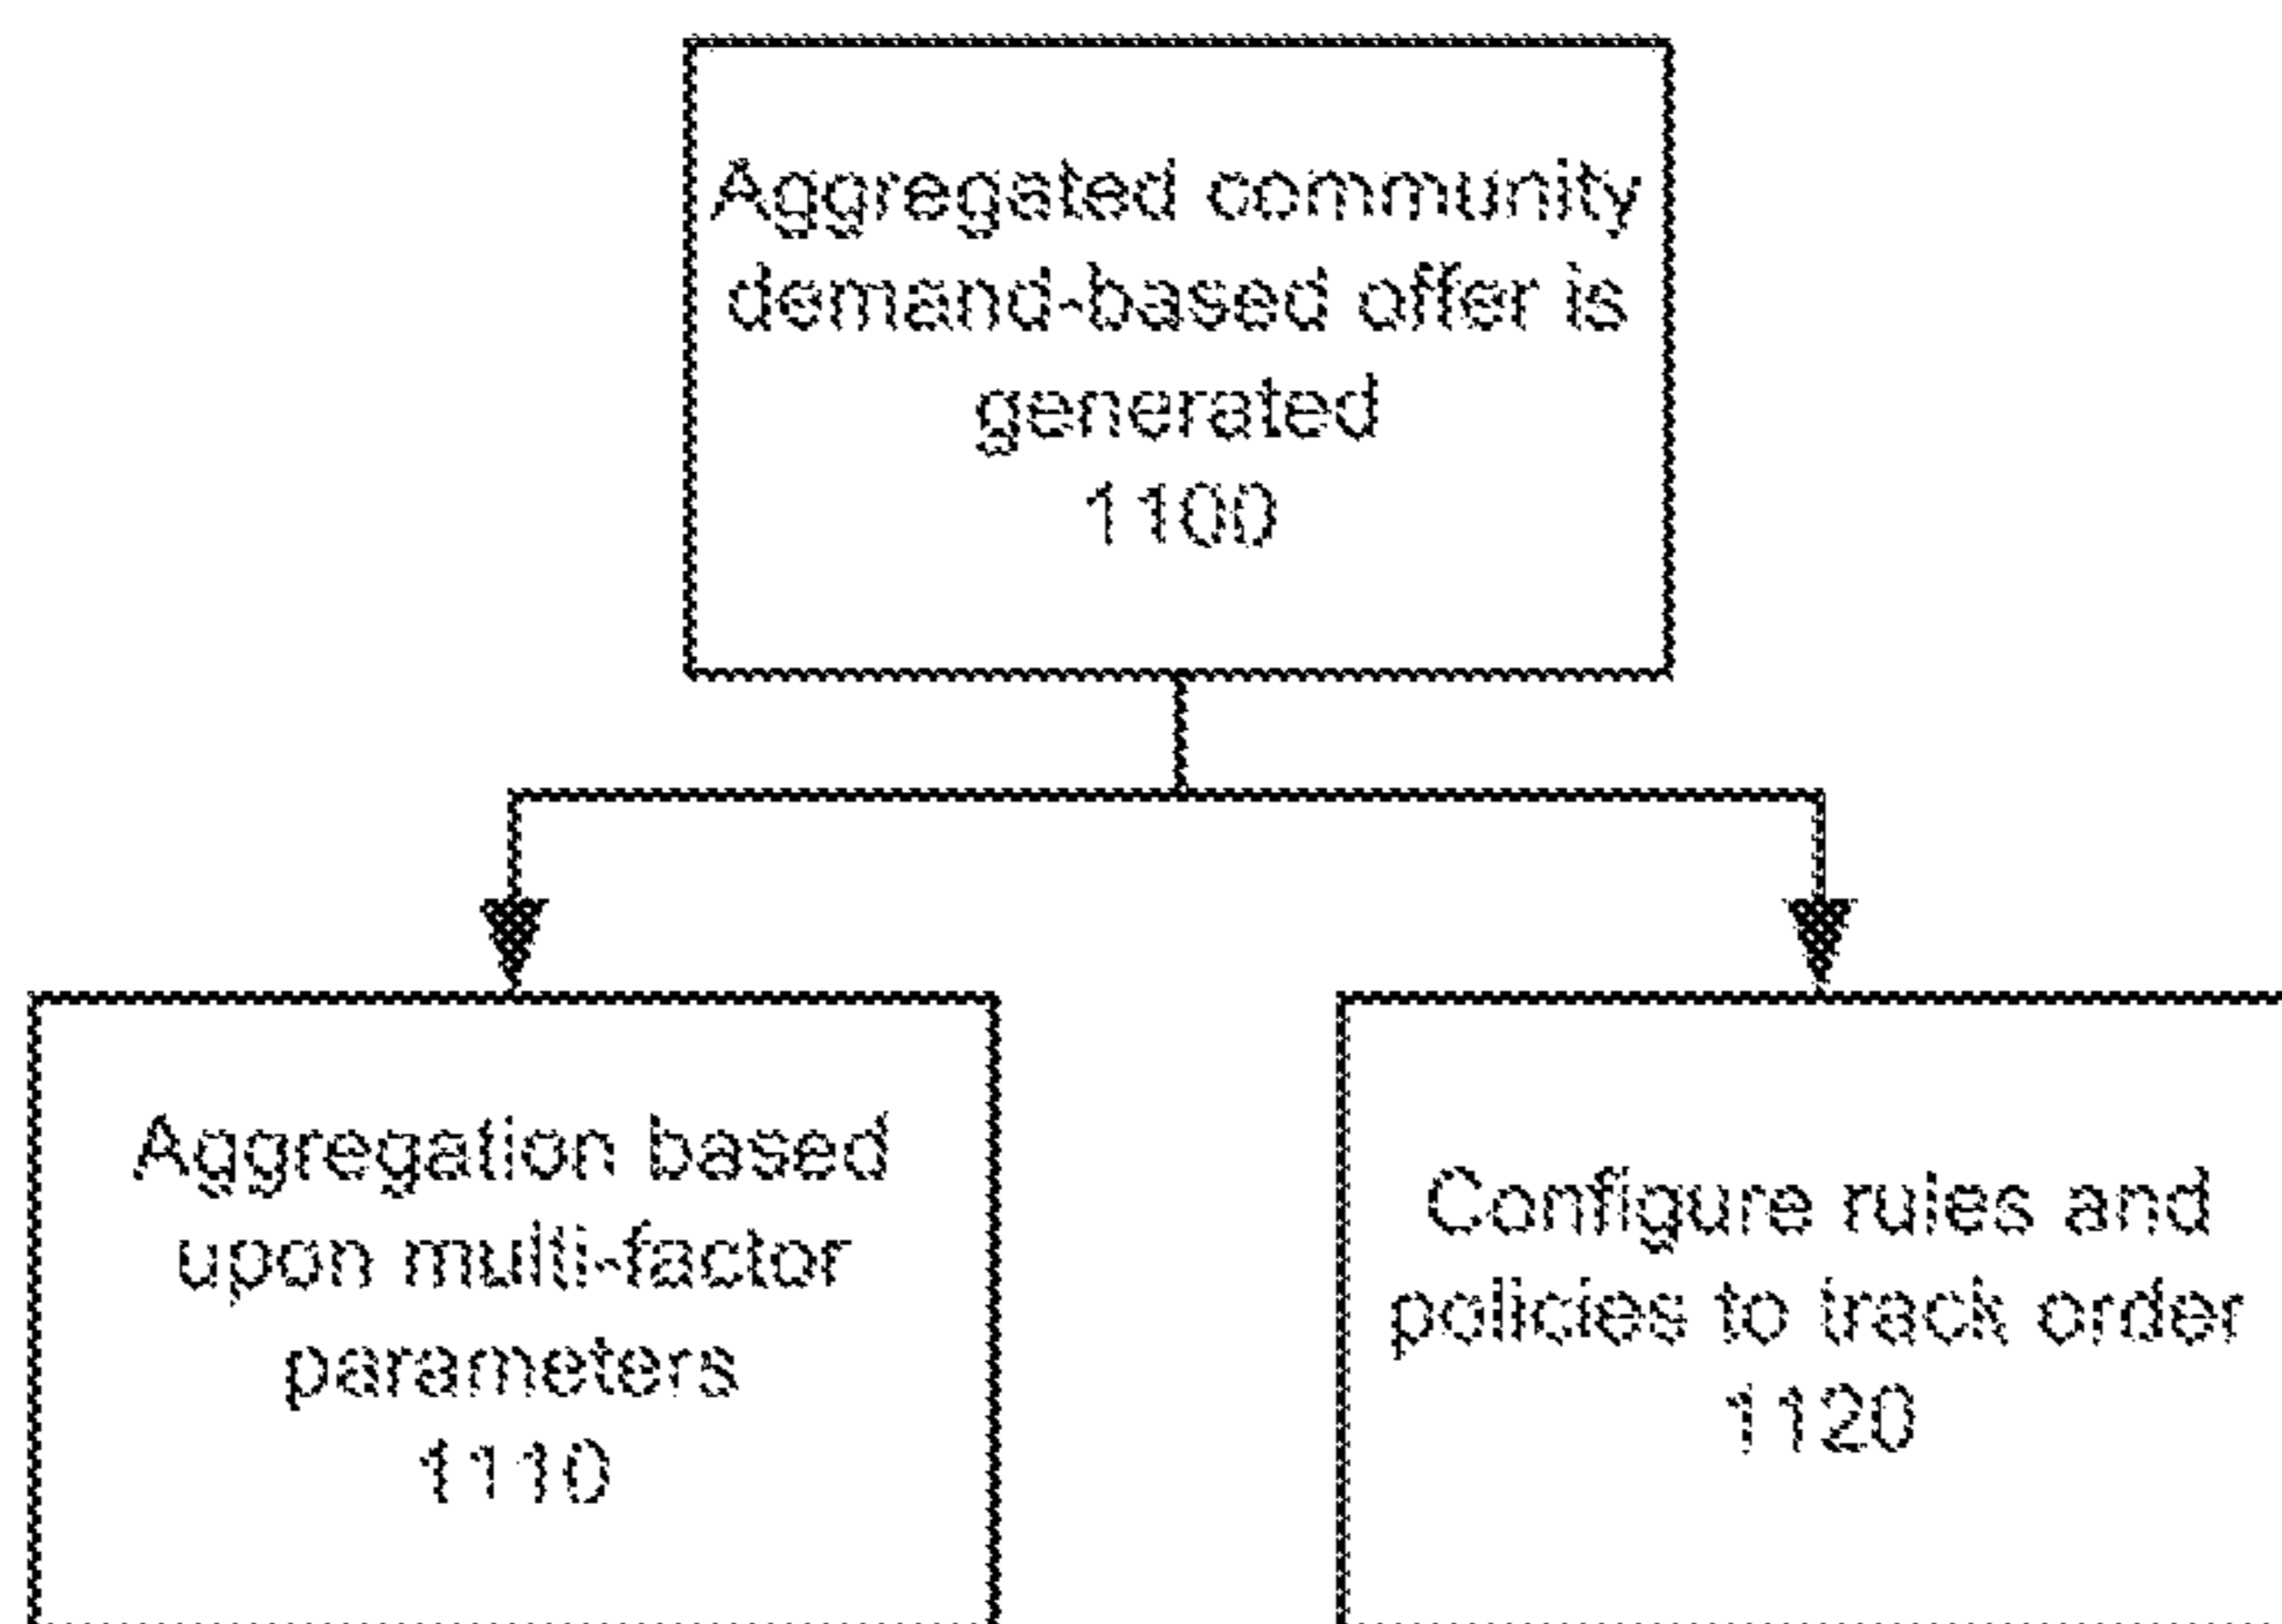 Aggregated community
demand-based offer is
generated
1100
Aggregation based
upon multi-factor
parameters
1110
Configure rules and
policies to track order
1120